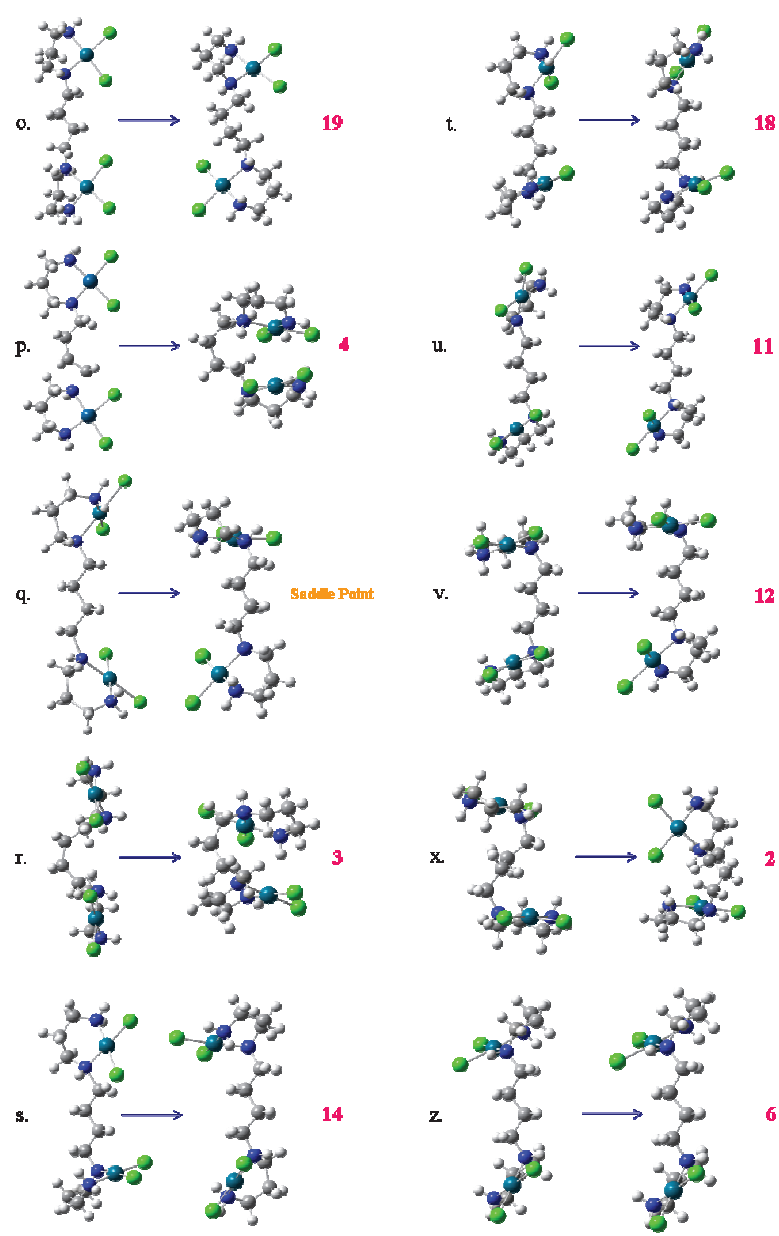 o. 19
p. 4
q. Saddle Point
r. 3
s. 14
t. 18
u. 11
v. 12
x. 2
z. 6